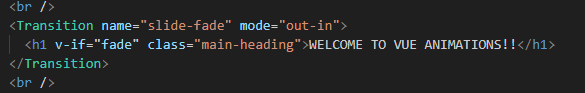 <br />
<Transition name="slide-fade" mode="out-in">
<h1 v-if="fade" class="main-heading">WELCOME TO VUE ANIMATIONS!!</h1>
</Transition>
<br />